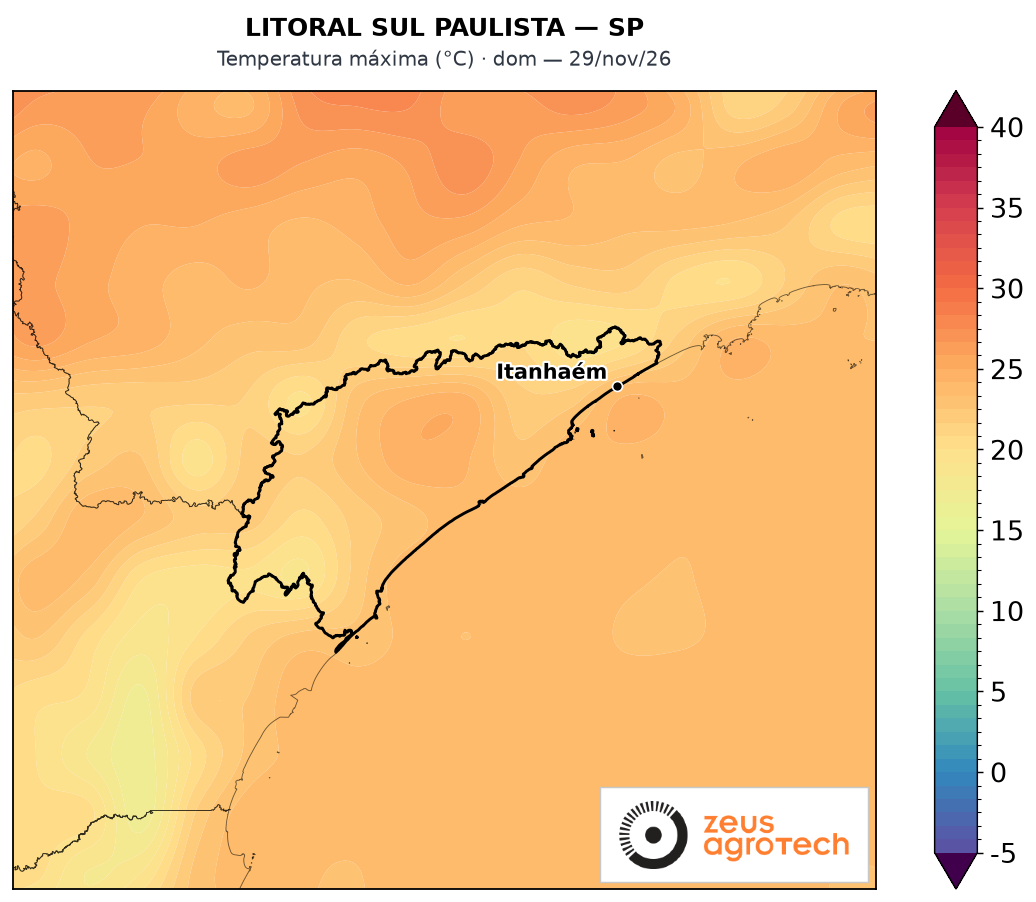 LITORAL SUL PAULISTA — SP
Temperatura máxima (°C) · dom — 29/nov/26
Itanhaém
40
35
30
25
20
15
10
5
0
-5
zeus
agrotech